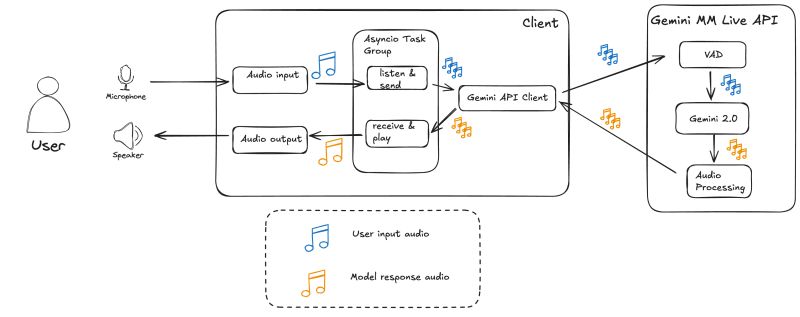 Client
Gemini MM Live API
Asyncio Task
Group
VAD
Audio input
listen &
send
Microphone
Gemini API Client
Gemini 2.0
receive &
play
Audio output
User
Speaker
Audio
Processing
User input audio
Model response audio